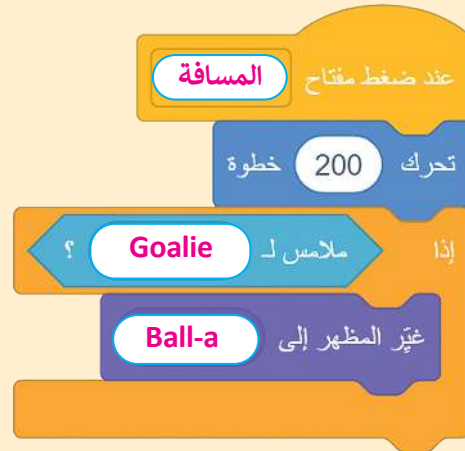 عند ضغط مفتاح المسافة
تحرك 200 خطوة
إذا ملامس لـ Goalie ؟
غيّر المظهر إلى Ball-a